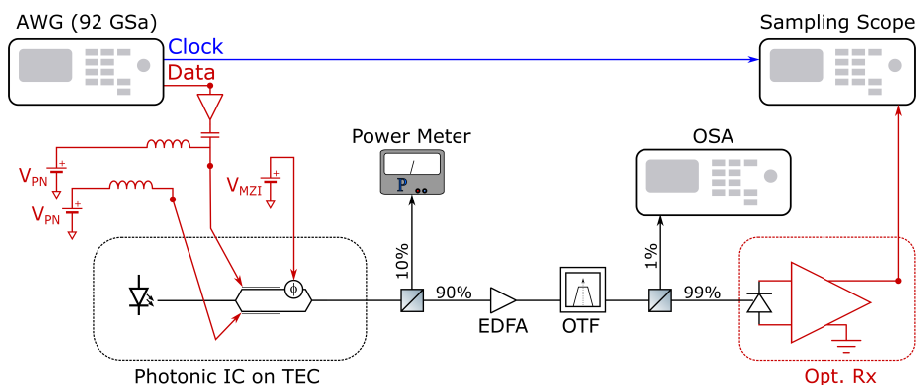 AWG (92 GSa)
Sampling Scope
Clock
Data
Power Meter
OSA
V_PN
V_MZI
V_PN
P
10%
1%
ϕ
90%
99%
EDFA
OTF
Photonic IC on TEC
Opt. Rx